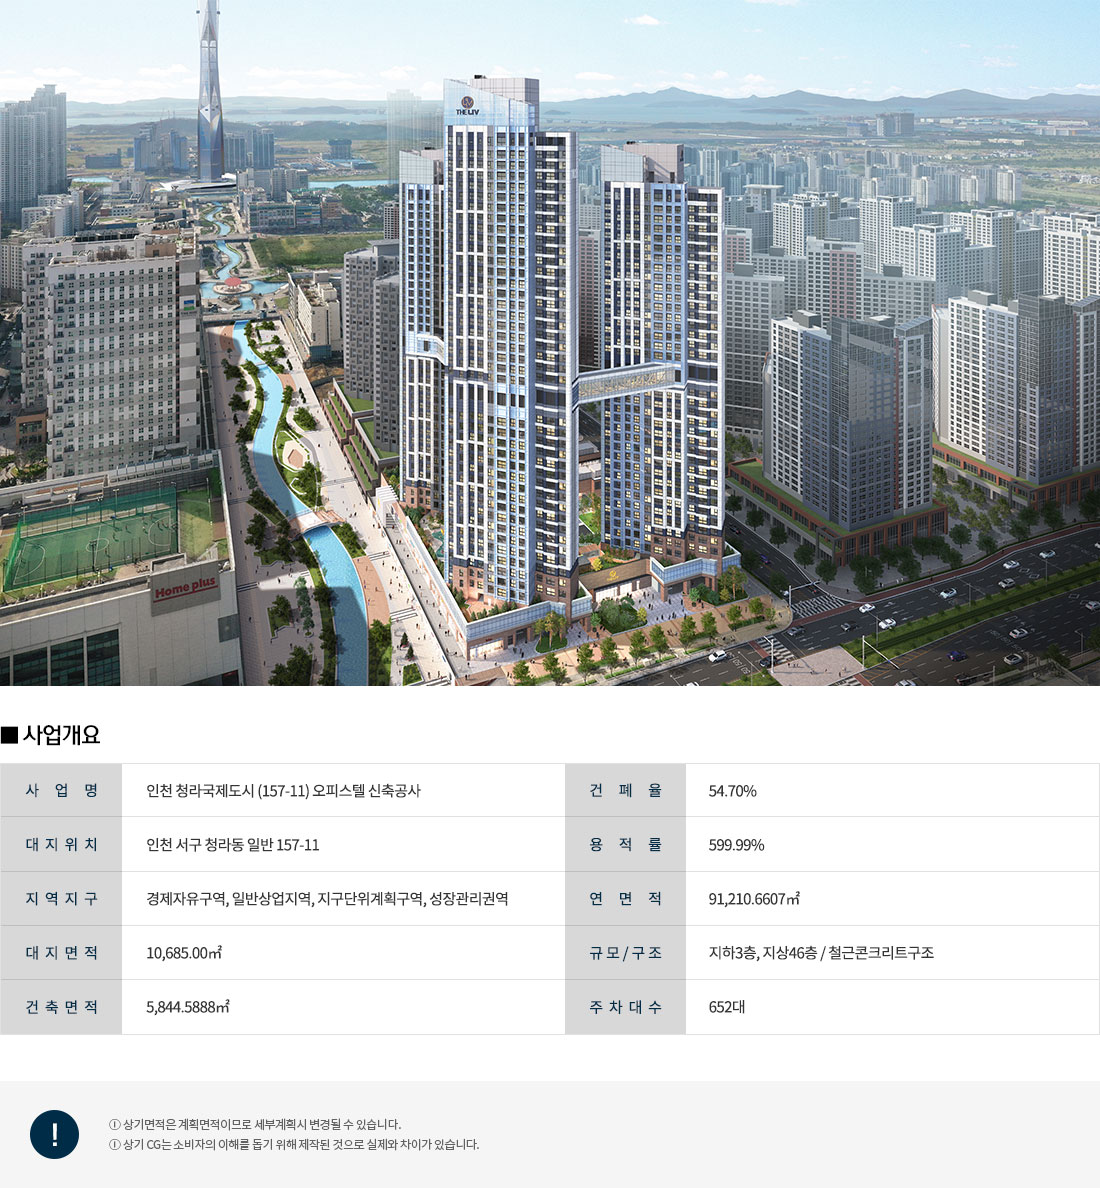 THE LIV
Home plus
■ 사업개요
사 업 명 인천 청라국제도시 (157-11) 오피스텔 신축공사 건 폐 율 54.70%
대 지 위 치 인천 서구 청라동 일반 157-11 용 적 률 599.99%
지 역 지 구 경제자유구역, 일반상업지역, 지구단위계획구역, 성장관리권역 연 면 적 91,210.6607㎡
대 지 면 적 10,685.00㎡ 규 모 / 구 조 지하3층, 지상46층 / 철근콘크리트구조
건 축 면 적 5,844.5888㎡ 주 차 대 수 652대
! ① 상기면적은 계획면적이므로 세부계획시 변경될 수 있습니다.
① 상기 CG는 소비자의 이해를 돕기 위해 제작된 것으로 실제와 차이가 있습니다.